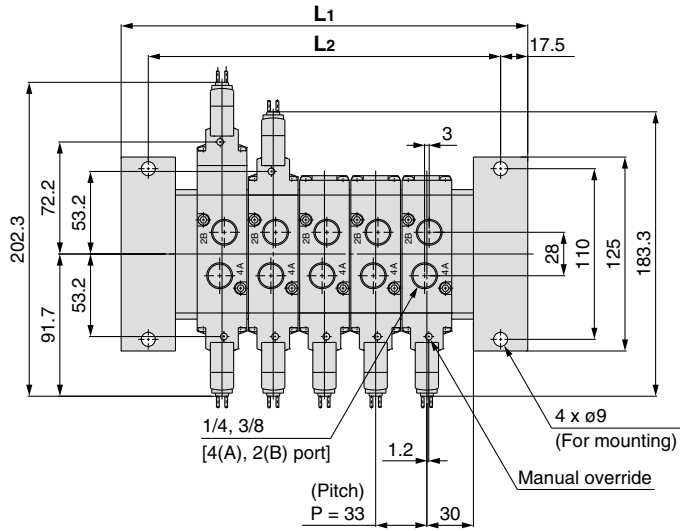 L1
L2
17.5
3
202.3
72.2
53.2
53.2
91.7
2B
2B
2B
2B
2B
4A
4A
4A
4A
4A
28
110
125
183.3
1/4, 3/8
[4(A), 2(B) port]
1.2
4 x ø9
(For mounting)
Manual override
(Pitch)
P = 33
30